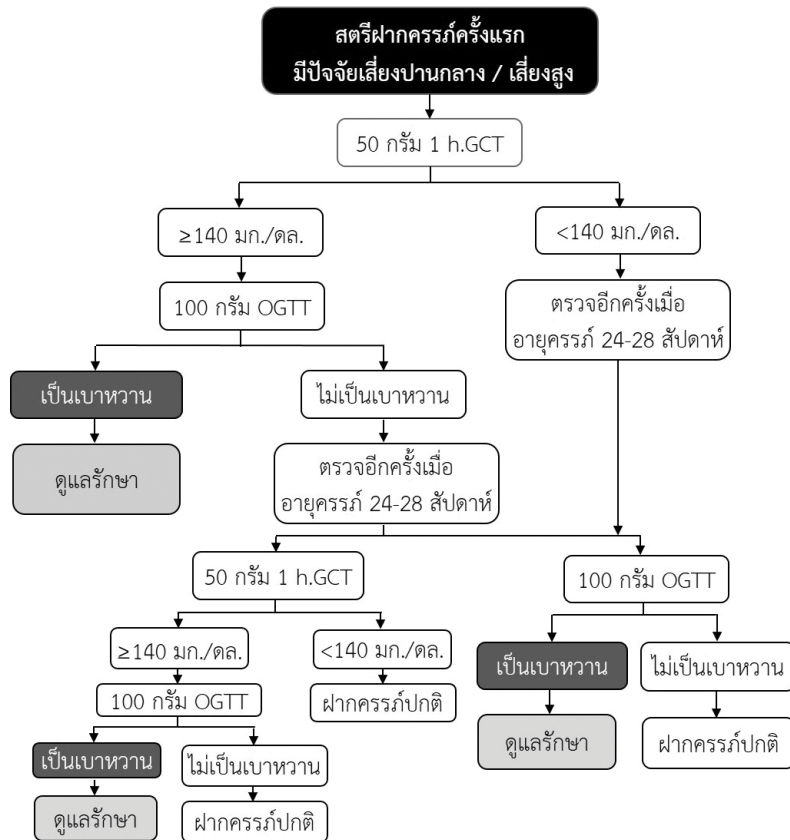 สตรีฝากครรภ์ครั้งแรก
มีปัจจัยเสี่ยงปานกลาง / เสี่ยงสูง
50 กรัม 1 h.GCT
≥140 มก./ดล.
<140 มก./ดล.
100 กรัม OGTT
ตรวจอีกครั้งเมื่อ
อายุครรภ์ 24-28 สัปดาห์
เป็นเบาหวาน
ไม่เป็นเบาหวาน
ดูแลรักษา
ตรวจอีกครั้งเมื่อ
อายุครรภ์ 24-28 สัปดาห์
50 กรัม 1 h.GCT
100 กรัม OGTT
≥140 มก./ดล.
<140 มก./ดล.
เป็นเบาหวาน
ไม่เป็นเบาหวาน
100 กรัม OGTT
ฝากครรภ์ปกติ
ดูแลรักษา
ฝากครรภ์ปกติ
เป็นเบาหวาน
ไม่เป็นเบาหวาน
ดูแลรักษา
ฝากครรภ์ปกติ